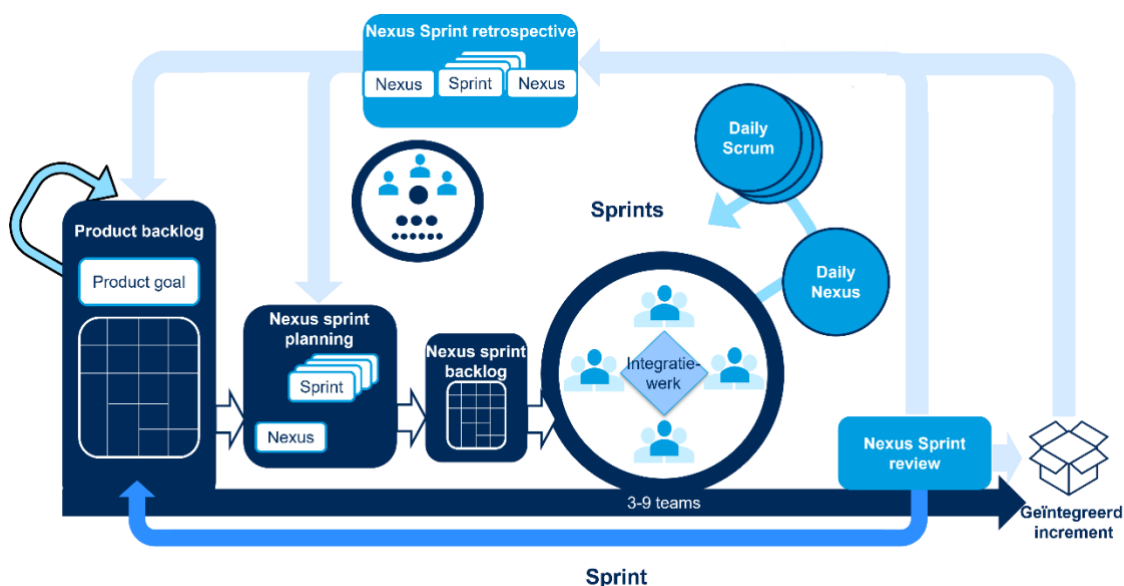 Nexus Sprint retrospective
Nexus
Sprint
Nexus
Daily
Scrum
Sprints
Product backlog
Product goal
Daily
Nexus
Nexus sprint
planning
Sprint
Nexus
Nexus sprint
backlog
Integratie-
werk
Nexus Sprint
review
3-9 teams
Geïntegreerd
increment
Sprint